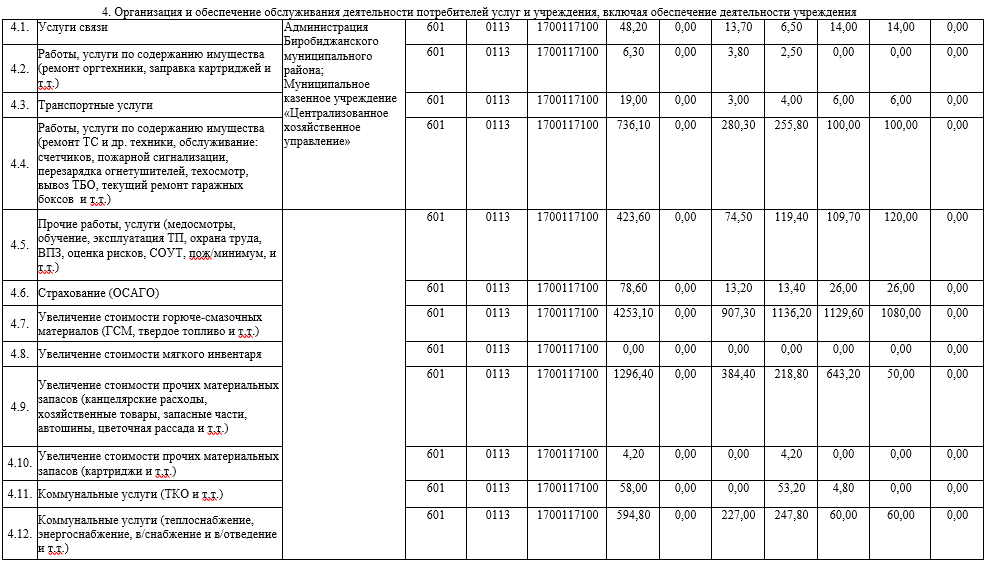 4. Организация и обеспечение обслуживания деятельности потребителей услуг и учреждения, включая обеспечение деятельности учреждения
4.1. Услуги связи
Администрация
Биробиджанского
муниципального
района;
Муниципальное
казенное учреждение
«Централизованное
хозяйственное
управление»
601 0113 1700117100 48,20 0,00 13,70 6,50 14,00 14,00 0,00
4.2. Работы, услуги по содержанию имущества
(ремонт оргтехники, заправка картриджей и
т.т.)
601 0113 1700117100 6,30 3,80 2,50 0,00 0,00 0,00
4.3. Транспортные услуги
601 0113 1700117100 19,00 0,00 3,00 4,00 6,00 6,00 0,00
4.4. Работы, услуги по содержанию имущества
(ремонт ТС и др. техники, обслуживание:
счетчиков, пожарной сигнализации,
перезарядка огнетушителей, техосмотр,
вывоз ТБО, текущий ремонт гаражных
боксов и т.т.)
601 0113 1700117100 736,10 0,00 280,30 255,80 100,00 100,00 0,00
4.5. Прочие работы, услуги (медосмотры,
обучение, эксплуатация ТП, охрана труда,
ВПЗ, оценка рисков, СОУТ, пож/минимум, и
т.т.)
601 0113 1700117100 423,60 0,00 74,50 119,40 109,70 120,00 0,00
4.6. Страхование (ОСАГО)
601 0113 1700117100 78,60 0,00 13,20 13,40 26,00 26,00 0,00
4.7. Увеличение стоимости горюче-смазочных
материалов (ГСМ, твердое топливо и т.т.)
601 0113 1700117100 4253,10 0,00 907,30 1136,20 1129,60 1080,00 0,00
4.8. Увеличение стоимости мягкого инвентаря
601 0113 1700117100 0,00 0,00 0,00 0,00 0,00 0,00 0,00
4.9. Увеличение стоимости прочих материальных
запасов (канцелярские расходы,
хозяйственные товары, запасные части,
автошины, цветочная рассада и т.т.)
601 0113 1700117100 1296,40 0,00 384,40 218,80 643,20 50,00 0,00
4.10. Увеличение стоимости прочих материальных
запасов (картриджи и т.т.)
601 0113 1700117100 4,20 0,00 0,00 4,20 0,00 0,00 0,00
4.11. Коммунальные услуги (ТКО и т.т.)
601 0113 1700117100 58,00 0,00 0,00 53,20 4,80 0,00 0,00
4.12. Коммунальные услуги (теплоснабжение,
энергоснабжение, в/снабжение и в/отведение
и т.т.)
601 0113 1700117100 594,80 0,00 227,00 247,80 60,00 60,00 0,00